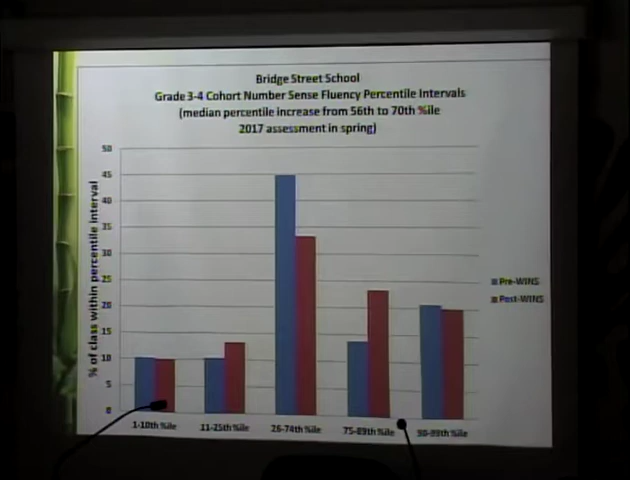 Bridge Street School
Grade 3-4 Cohort Number Sense Fluency Percentile Intervals
(median percentile increase from 56th to 70th %ile
2017 assessment in spring)
% of class within percentile interval
50
45
40
35
30
25
20
15
10
5
0
1-10th %ile
11-25th %ile
26-74th %ile
75-89th %ile
90-99th %ile
Pre-WINS
Post-WINS